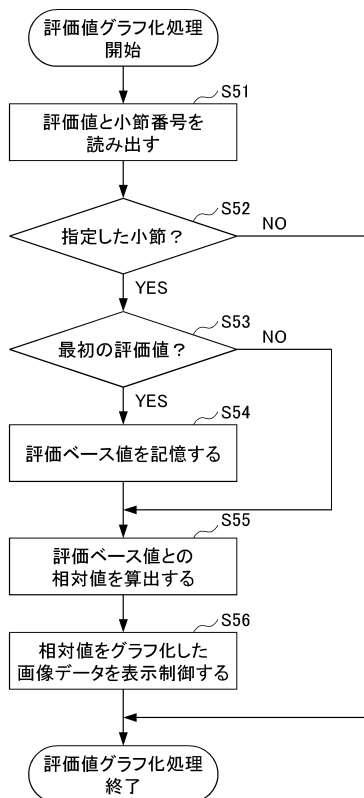 評価値グラフ化処理
開始
S51
評価値と小節番号を
読み出す
S52
指定した小節？
NO
YES
S53
最初の評価値？
NO
YES
S54
評価ベース値を記憶する
S55
評価ベース値との
相対値を算出する
S56
相対値をグラフ化した
画像データを表示制御する
評価値グラフ化処理
終了